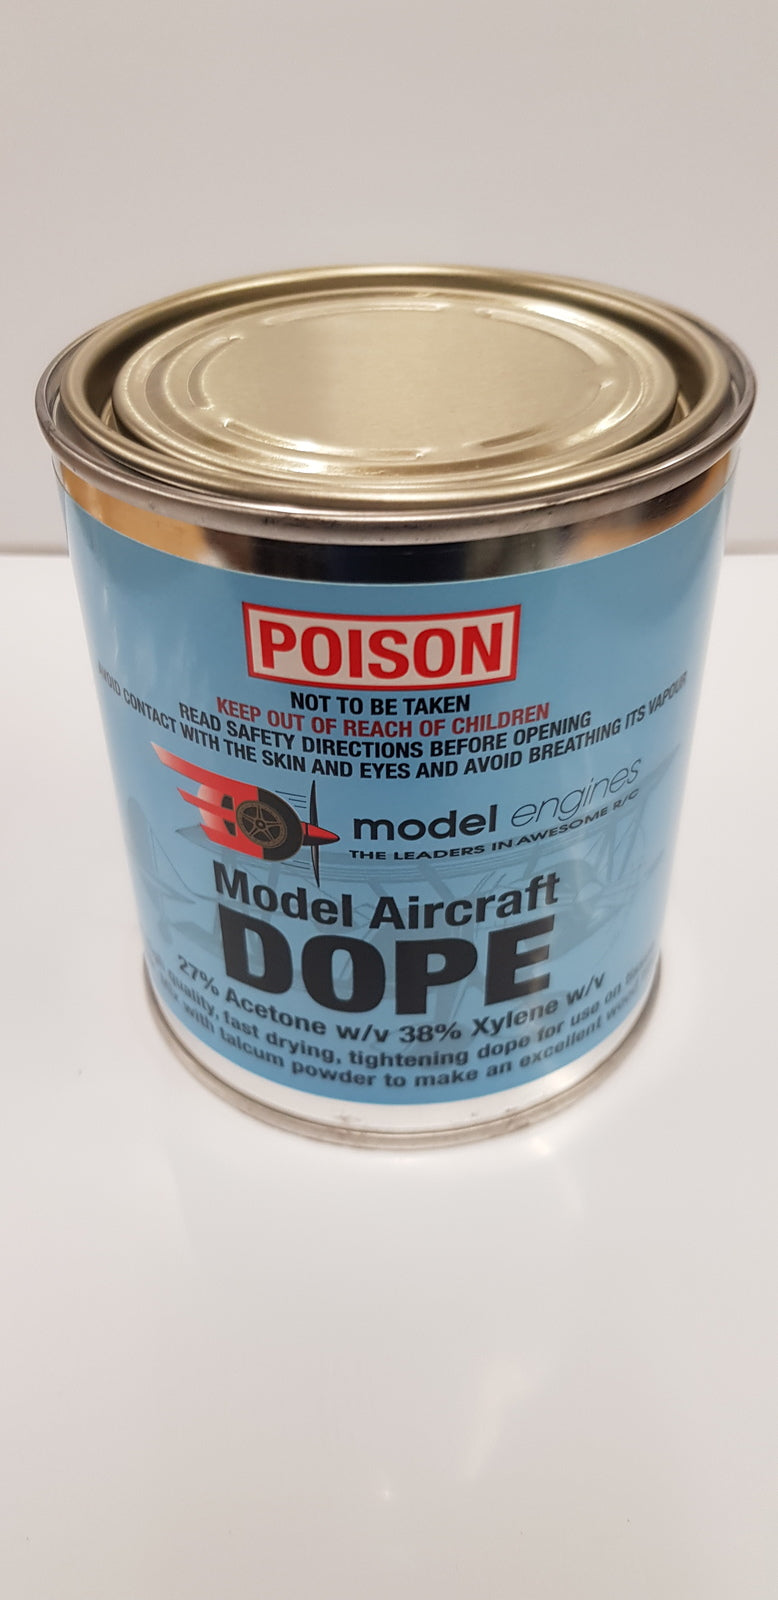 POISON
NOT TO BE TAKEN
KEEP OUT OF REACH OF CHILDREN
READ SAFETY DIRECTIONS BEFORE OPENING
AVOID CONTACT WITH THE SKIN AND EYES AND AVOID BREATHING ITS VAPOUR
model engines
THE LEADERS IN AWESOME R/C
Model Aircraft
DOPE
27% Acetone w/v 38% Xylene w/v
quality, fast drying, tightening dope for use on
with talcum powder to make an excellent wood